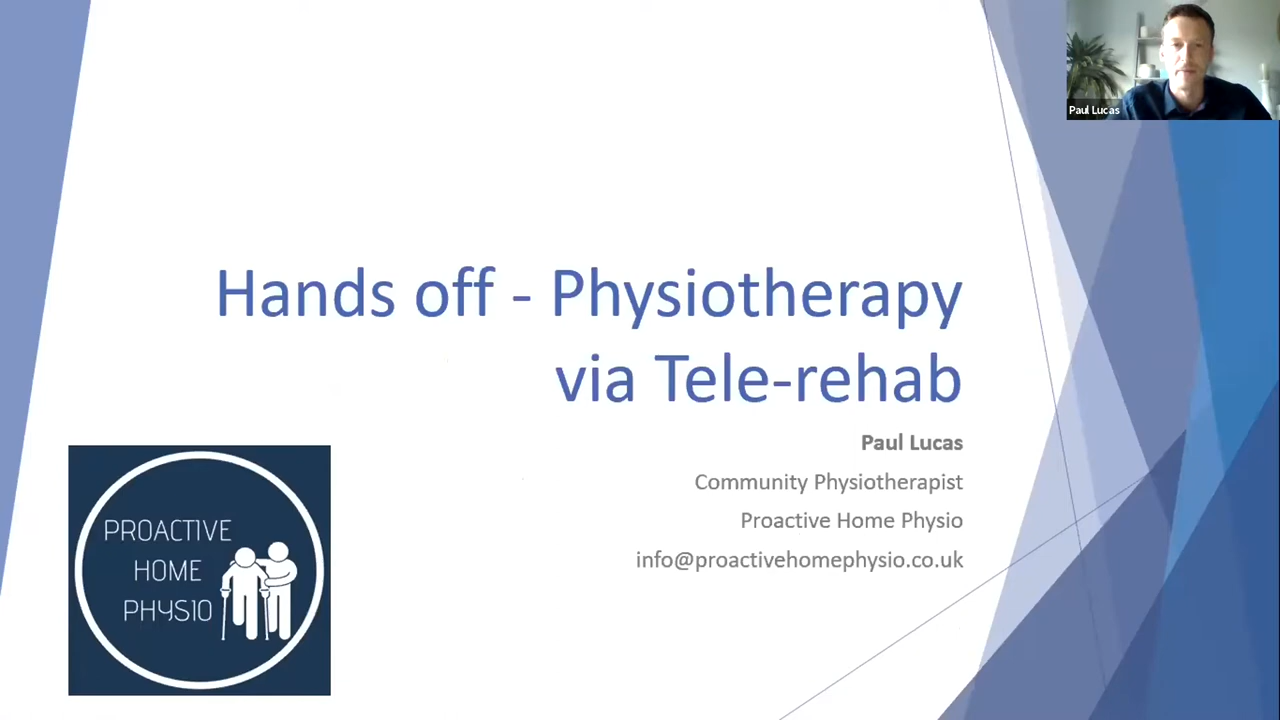 Paul Lucas
Hands off - Physiotherapy
via Tele-rehab
Paul Lucas
Community Physiotherapist
Proactive Home Physio
info@proactivehomephysio.co.uk
PROACTIVE
HOME
PHYSIO